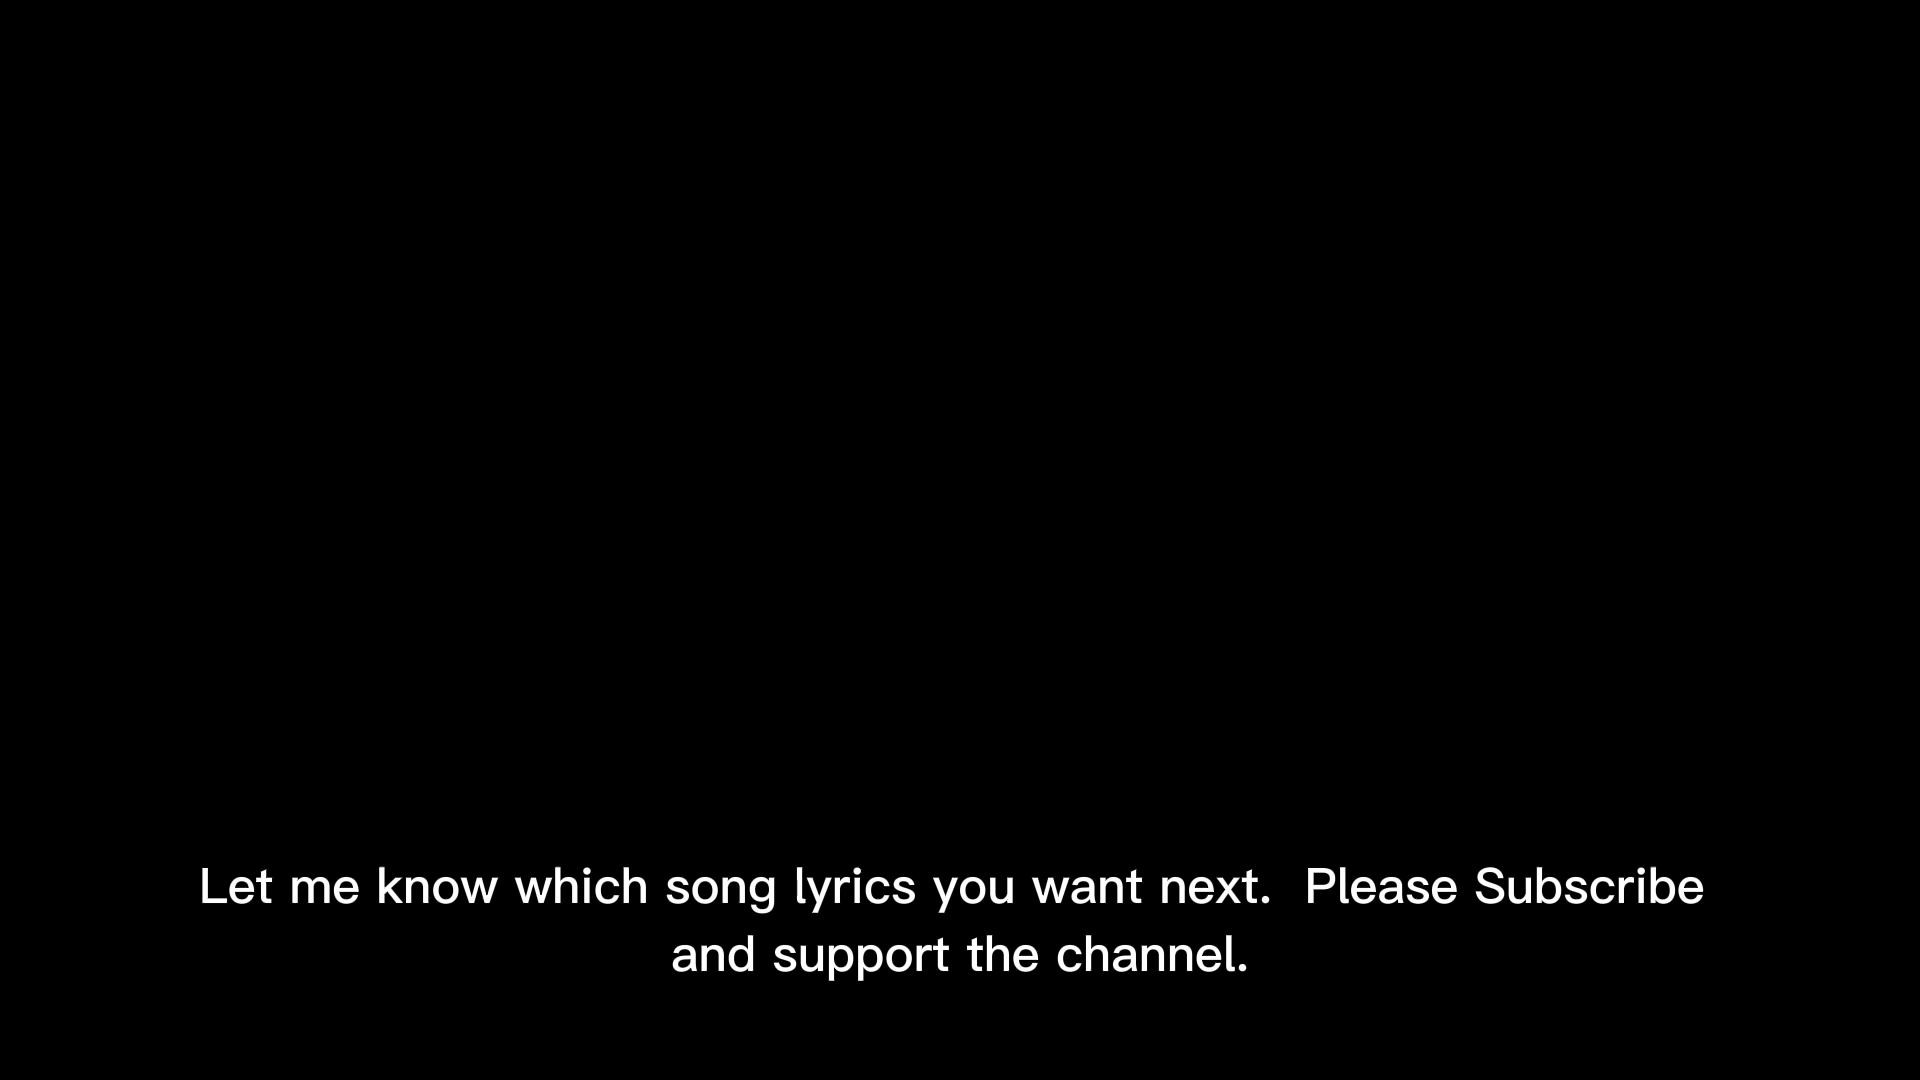 Let me know which song lyrics you want next.  Please Subscribe
and support the channel.